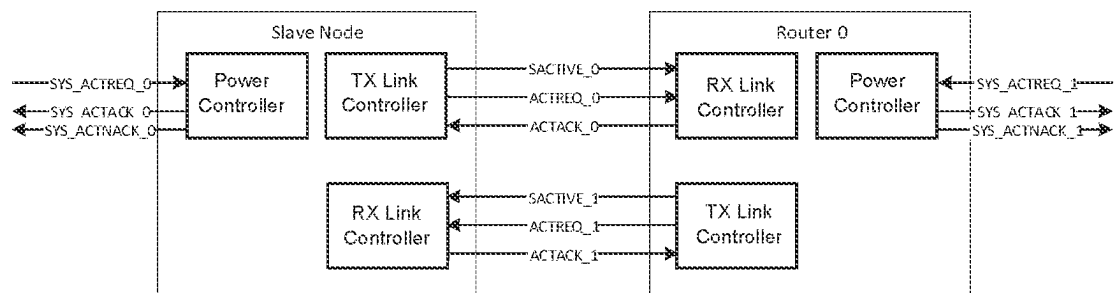 Slave Node
Router 0
SYS_ACTREQ_0
SYS_ACTACK_0
SYS_ACTNACK_0
Power
Controller
TX Link
Controller
SACTIVE_0
ACTREQ_0
ACTACK_0
RX Link
Controller
Power
Controller
SYS_ACTREQ_1
SYS_ACTACK_1
SYS_ACTNACK_1
RX Link
Controller
SACTIVE_1
ACTREQ_1
ACTACK_1
TX Link
Controller